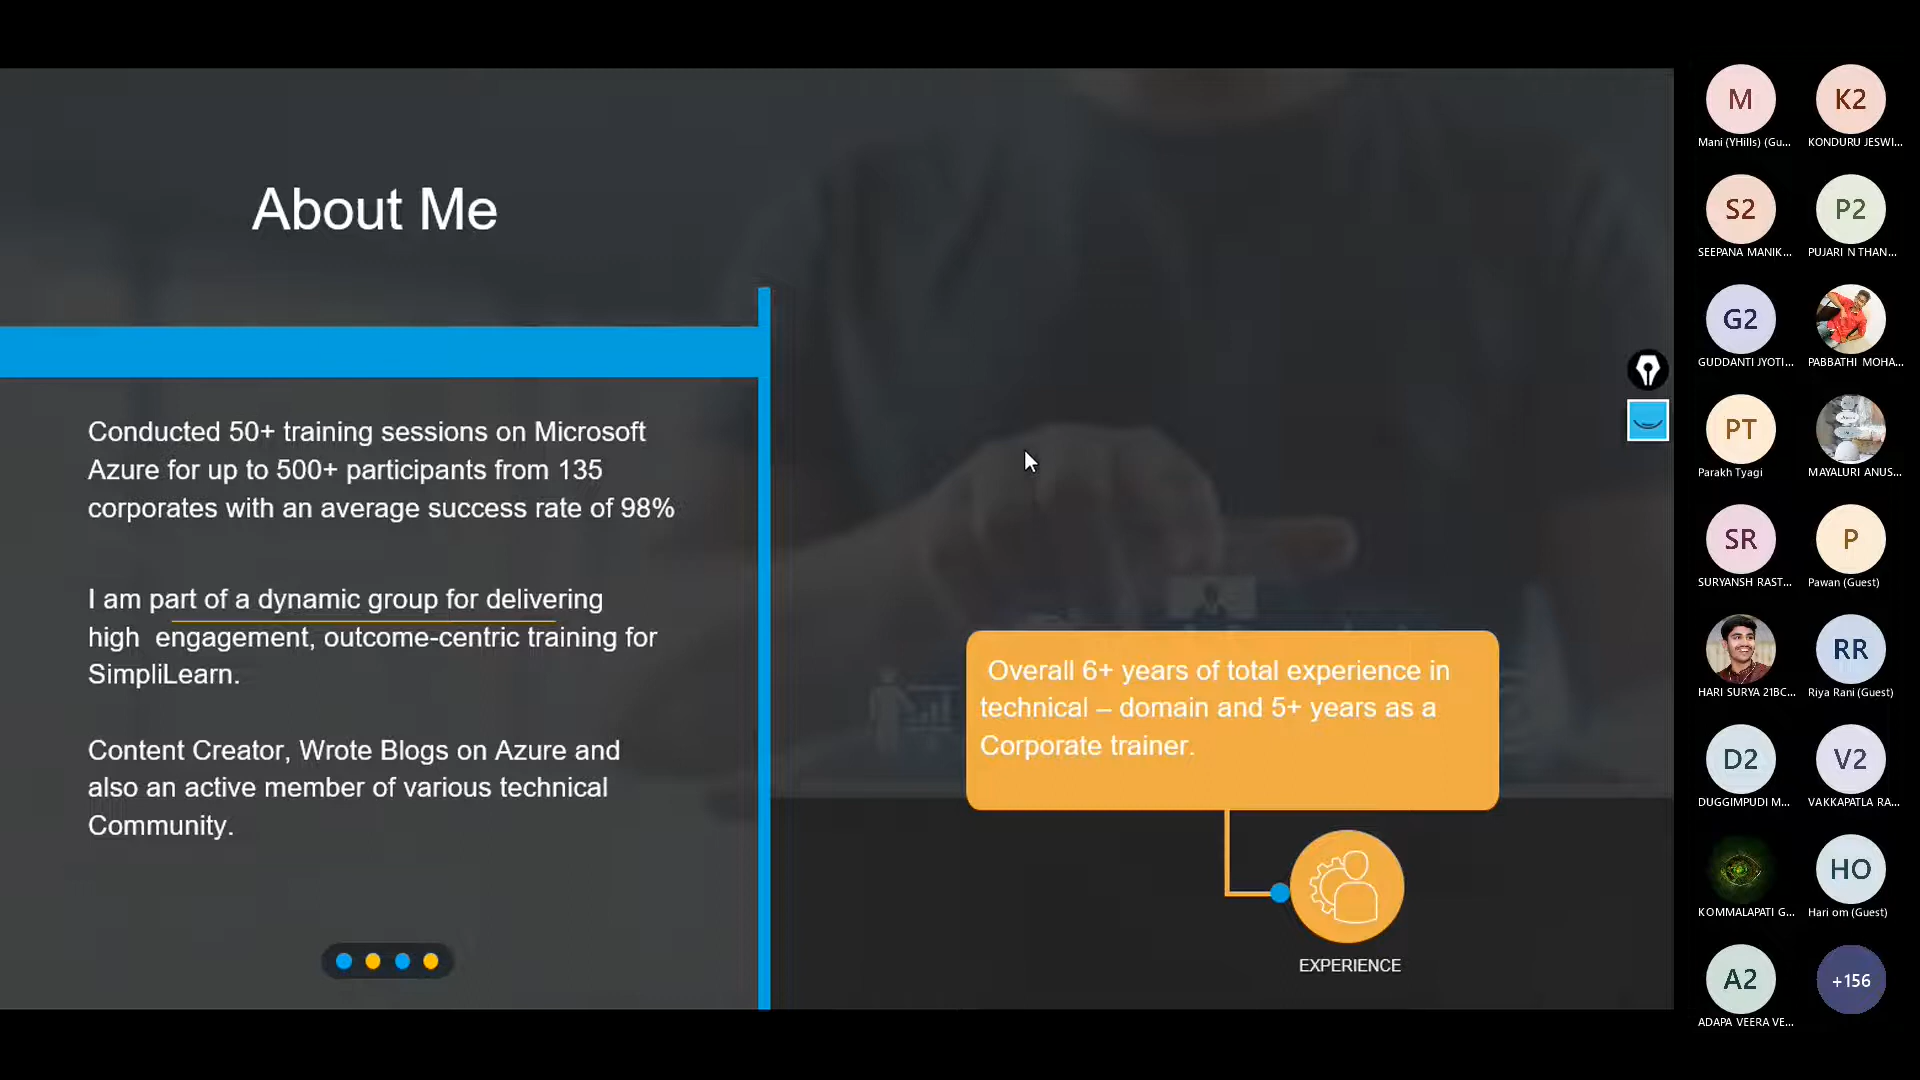 About Me
Conducted 50+ training sessions on Microsoft
Azure for up to 500+ participants from 135
corporates with an average success rate of 98%
I am part of a dynamic group for delivering
high  engagement, outcome-centric training for
SimpliLearn.
Content Creator, Wrote Blogs on Azure and
also an active member of various technical
Community.
Overall 6+ years of total experience in
technical – domain and 5+ years as a
Corporate trainer.
EXPERIENCE
M
Mani (YHills) (Gu...
K2
KONDURU JESWI...
S2
SEEPANA MANIK...
P2
PUJARI N THAN...
G2
GUDDANTI JYOTI...
PABBATHI MOHA...
PT
Parakh Tyagi
MAYALURI ANUS...
SR
SURYANSH RAST...
P
Pawan (Guest)
HARI SURYA 21BC...
RR
Riya Rani (Guest)
D2
DUGGIMPUDI M...
V2
VAKKAPATLA RA...
KOMMALAPATI G...
HO
Hari om (Guest)
A2
ADAPA VEERA VE...
+156